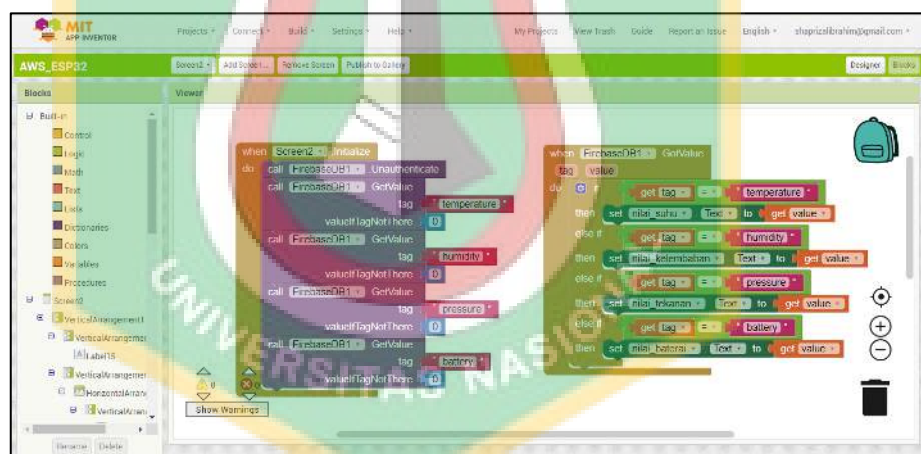 MIT
APP INVENTOR
Projects Connect Build Settings Help My Projects View Trash Guide Report an Issue English shaprizalibrahim@gmail.com
AWS_ESP32
Screen2 Add Screen... Remove Screen Publish to Gallery Designer Blocks
Blocks
Viewer
Built-in
Control
Logic
Math
Text
Lists
Dictionaries
Colors
Variables
Procedures
Screen2
VerticalArrangement1
VerticalArrangemer
Label15
VerticalArrangemer
HorizontalArran
VerticalArran
Rename Delete
when Screen2 .Initialize
do call FirebaseDB1 .Unauthenticate
call FirebaseDB1 .GetValue
tag "temperature"
valueIfTagNotThere 0
call FirebaseDB1 .GetValue
tag "humidity"
valueIfTagNotThere 0
call FirebaseDB1 .GetValue
tag "pressure"
valueIfTagNotThere 0
call FirebaseDB1 .GetValue
tag "battery"
valueIfTagNotThere 0
when FirebaseDB1 .GotValue
tag value
do if get tag = "temperature"
then set nilai_suhu . Text to get value
else if get tag = "humidity"
then set nilai_kelembaban . Text to get value
else if get tag = "pressure"
then set nilai_tekanan . Text to get value
else if get tag = "battery"
then set nilai_baterai . Text to get value
0 0
Show Warnings
UNIVERSITAS NASIONAL